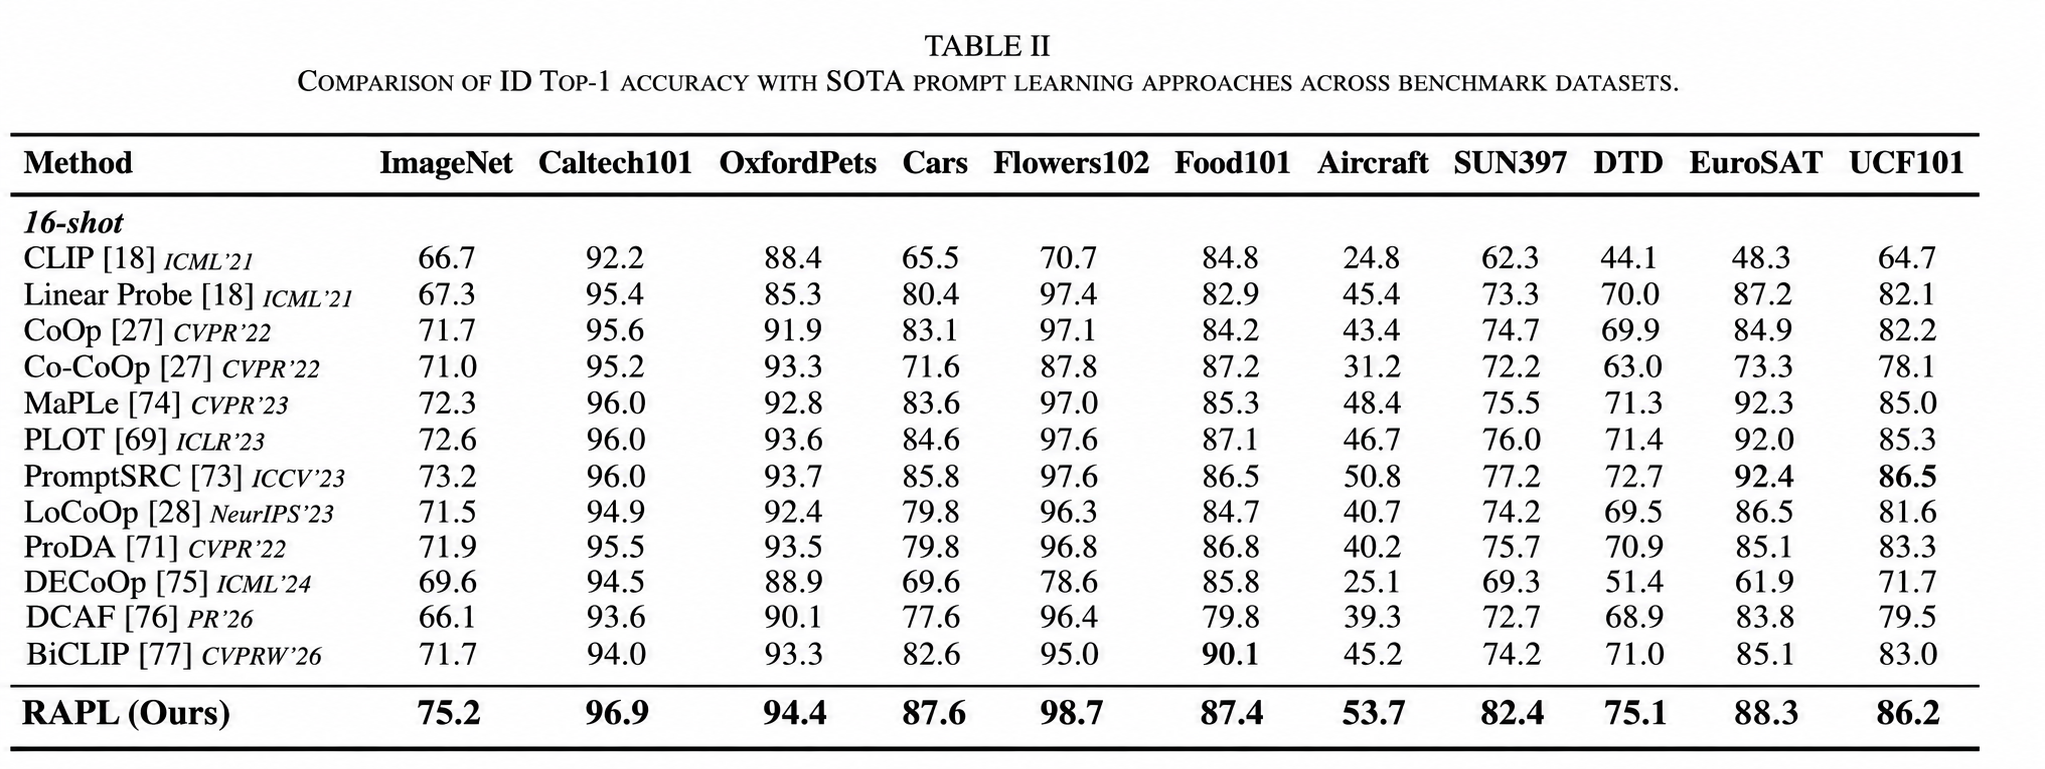 TABLE II
COMPARISON OF ID TOP-1 ACCURACY WITH SOTA PROMPT LEARNING APPROACHES ACROSS BENCHMARK DATASETS.
Method ImageNet Caltech101 OxfordPets Cars Flowers102 Food101 Aircraft SUN397 DTD EuroSAT UCF101
16-shot
CLIP [18] ICML'21 66.7 92.2 88.4 65.5 70.7 84.8 24.8 62.3 44.1 48.3 64.7
Linear Probe [18] ICML'21 67.3 95.4 85.3 80.4 97.4 82.9 45.4 73.3 70.0 87.2 82.1
CoOp [27] CVPR'22 71.7 95.6 91.9 83.1 97.1 84.2 43.4 74.7 69.9 84.9 82.2
Co-CoOp [27] CVPR'22 71.0 95.2 93.3 71.6 87.8 87.2 31.2 72.2 63.0 73.3 78.1
MaPLe [74] CVPR'23 72.3 96.0 92.8 83.6 97.0 85.3 48.4 75.5 71.3 92.3 85.0
PLOT [69] ICLR'23 72.6 96.0 93.6 84.6 97.6 87.1 46.7 76.0 71.4 92.0 85.3
PromptSRC [73] ICCV'23 73.2 96.0 93.7 85.8 97.6 86.5 50.8 77.2 72.7 92.4 86.5
LoCoOp [28] NeurIPS'23 71.5 94.9 92.4 79.8 96.3 84.7 40.7 74.2 69.5 86.5 81.6
ProDA [71] CVPR'22 71.9 95.5 93.5 79.8 96.8 86.8 40.2 75.7 70.9 85.1 83.3
DECoOp [75] ICML'24 69.6 94.5 88.9 69.6 78.6 85.8 25.1 69.3 51.4 61.9 71.7
DCAF [76] PR'26 66.1 93.6 90.1 77.6 96.4 79.8 39.3 72.7 68.9 83.8 79.5
BiCLIP [77] CVPRW'26 71.7 94.0 93.3 82.6 95.0 90.1 45.2 74.2 71.0 85.1 83.0
RAPL (Ours) 75.2 96.9 94.4 87.6 98.7 87.4 53.7 82.4 75.1 88.3 86.2